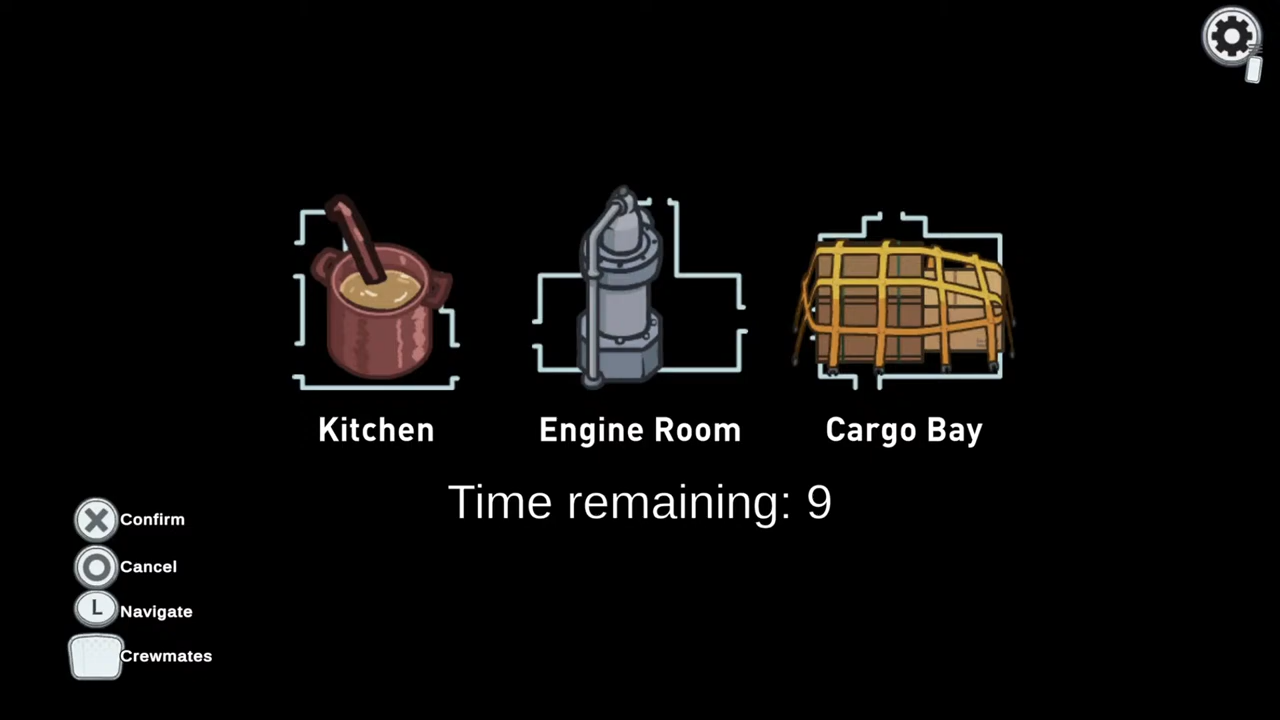 Kitchen
Engine Room
Cargo Bay
Time remaining: 9
Confirm
Cancel
L
Navigate
Crewmates